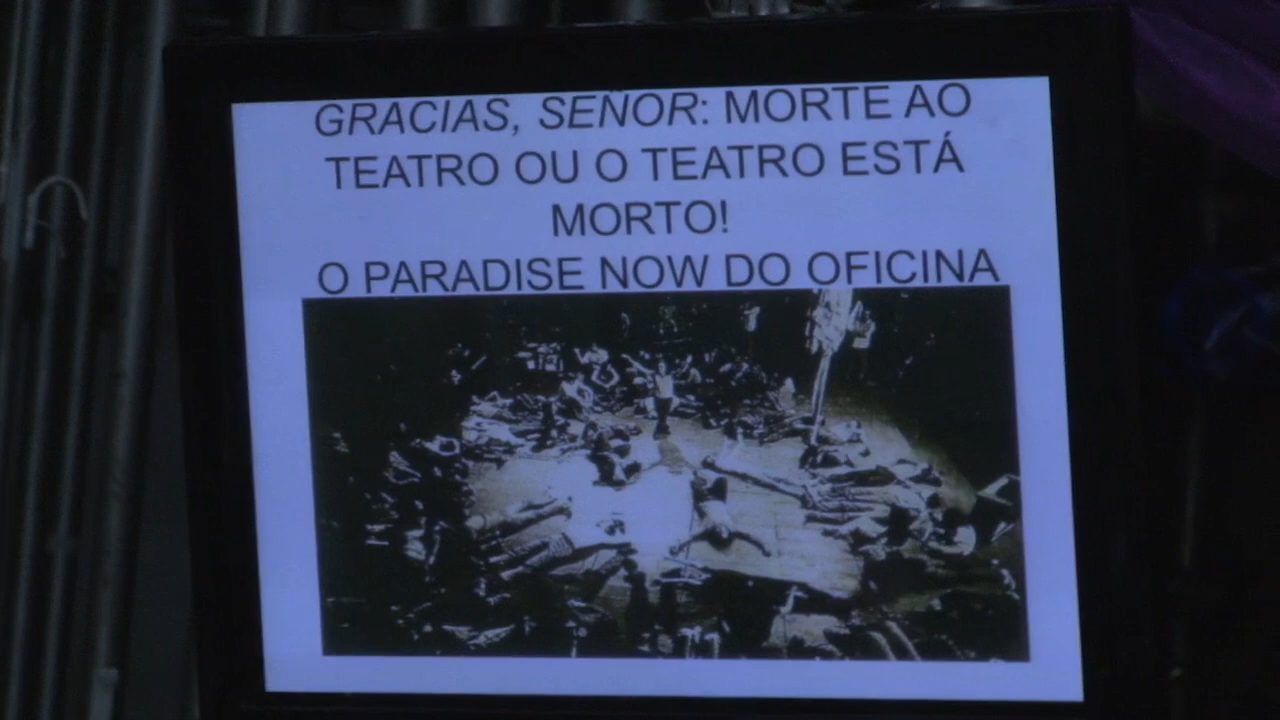 GRACIAS, SEÑOR: MORTE AO
TEATRO OU O TEATRO ESTÁ
MORTO!
O PARADISE NOW DO OFICINA